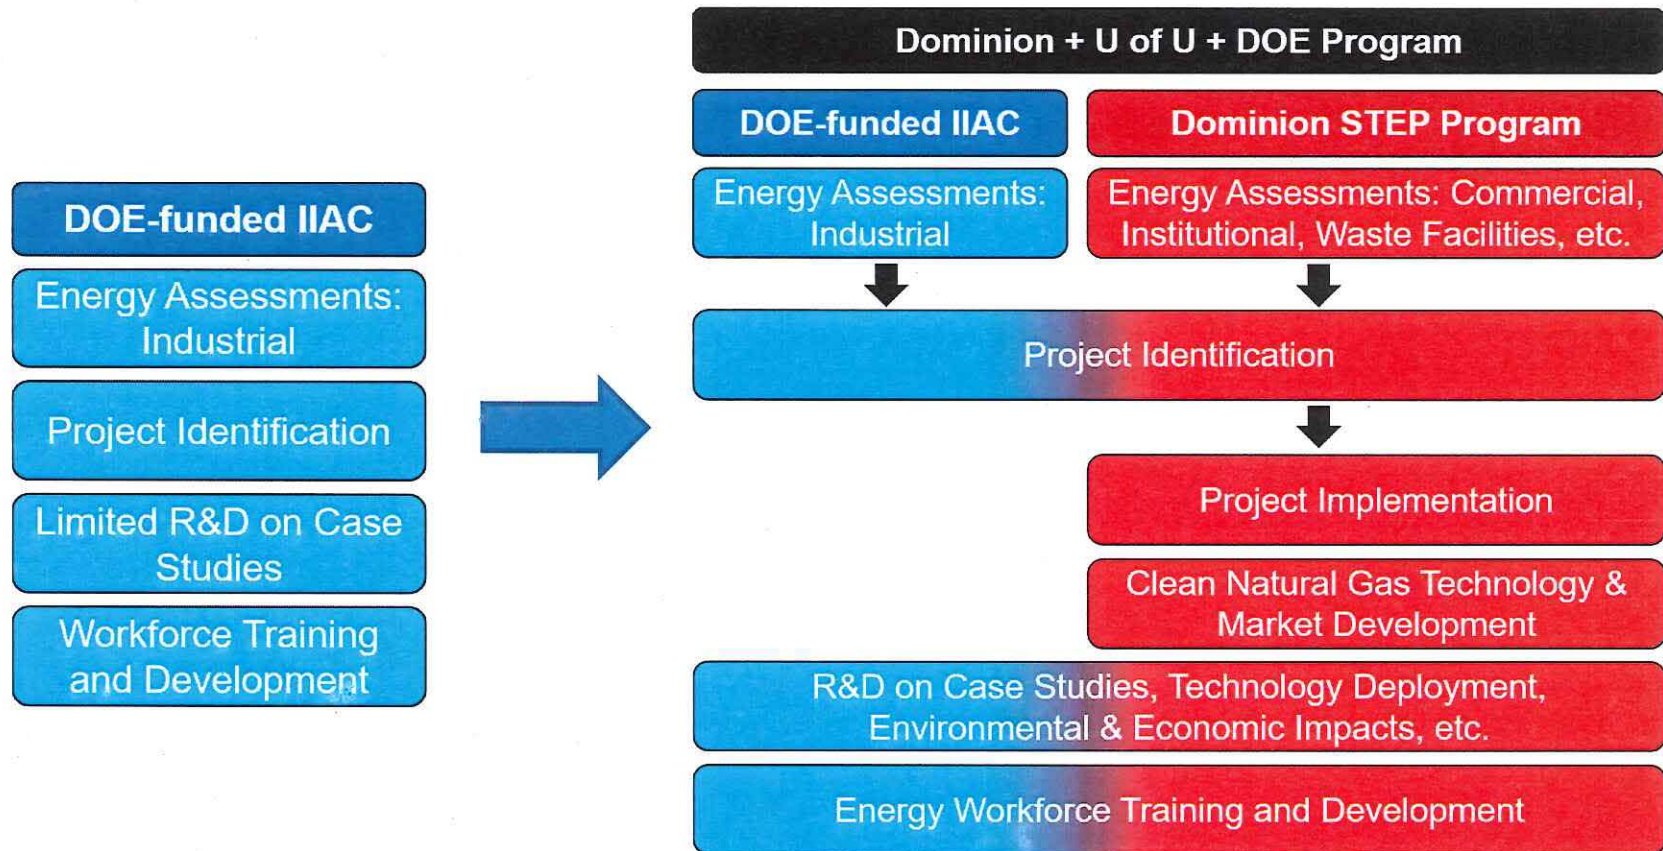 DOE-funded IIAC
Energy Assessments:
Industrial
Project Identification
Limited R&D on Case
Studies
Workforce Training
and Development
Dominion + U of U + DOE Program
DOE-funded IIAC
Dominion STEP Program
Energy Assessments:
Industrial
Energy Assessments: Commercial,
Institutional, Waste Facilities, etc.
Project Identification
Project Implementation
Clean Natural Gas Technology &
Market Development
R&D on Case Studies, Technology Deployment,
Environmental & Economic Impacts, etc.
Energy Workforce Training and Development